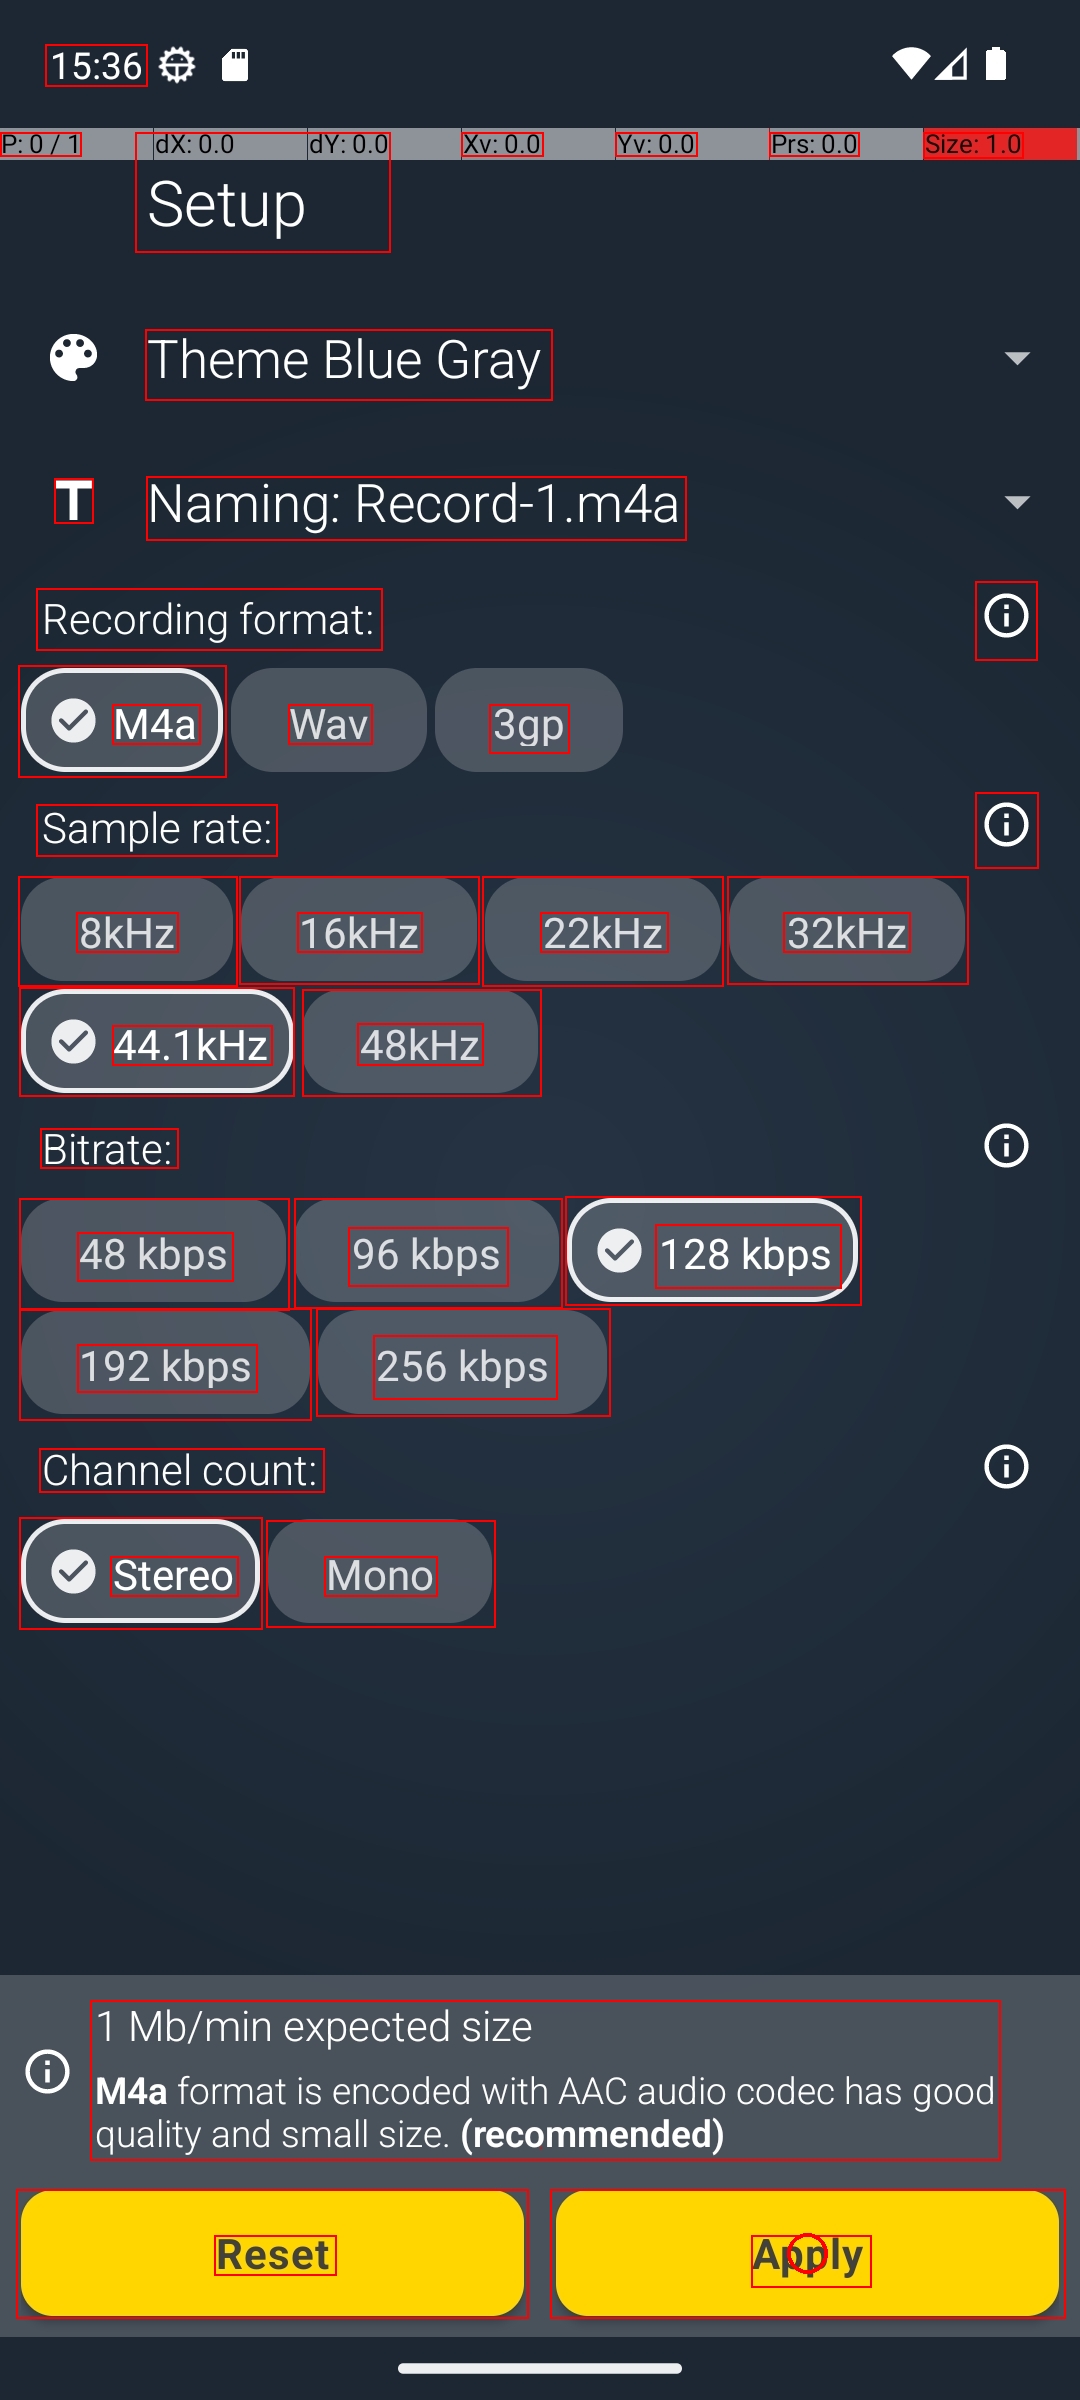 15:36
P: 0 / 1 dX: 0.0 dY: 0.0 Xv: 0.0 Yv: 0.0 Prs: 0.0 Size: 1.0
Setup
Theme Blue Gray
T Naming: Record-1.m4a
Recording format:
M4a Wav 3gp
Sample rate:
8kHz 16kHz 22kHz 32kHz
44.1kHz 48kHz
Bitrate:
48 kbps 96 kbps 128 kbps
192 kbps 256 kbps
Channel count:
Stereo Mono
1 Mb/min expected size
M4a format is encoded with AAC audio codec has good
quality and small size. (recommended)
Reset Apply